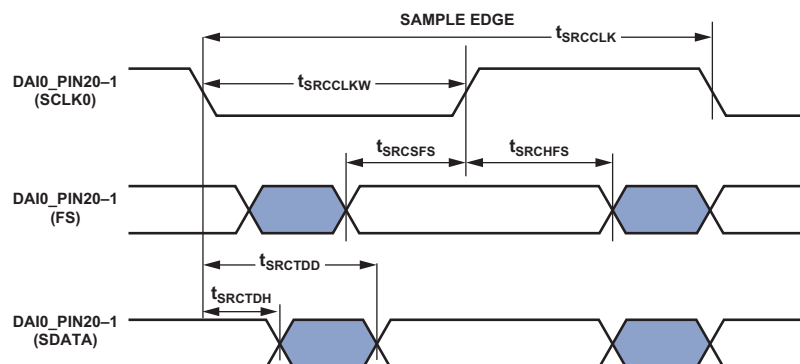 SAMPLE EDGE
tSRCCLK
DAI0_PIN20–1
(SCLK0)
tSRCCLKW
tSRCSFS
tSRCHFS
DAI0_PIN20–1
(FS)
tSRCTDD
tSRCTDH
DAI0_PIN20–1
(SDATA)